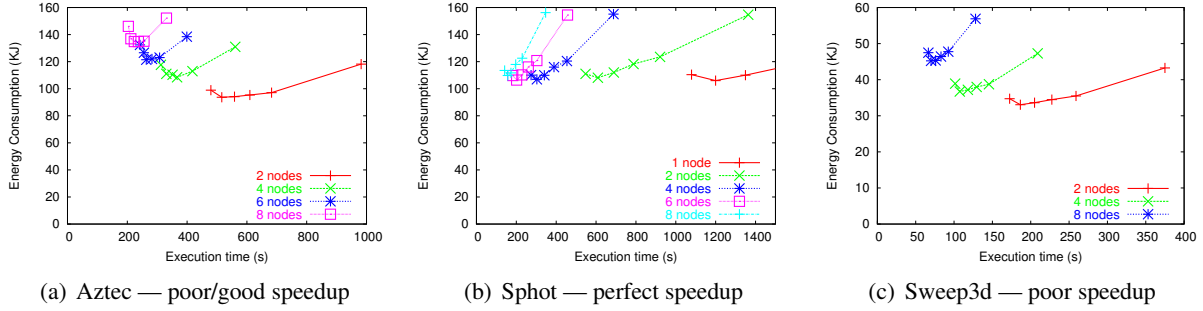 160
140
120
100
80
60
40
20
0
Energy Consumption (KJ)
2 nodes
4 nodes
6 nodes
8 nodes
0 200 400 600 800 1000
Execution time (s)
(a) Aztec — poor/good speedup
160
140
120
100
80
60
40
20
0
Energy Consumption (KJ)
1 node
2 nodes
4 nodes
6 nodes
8 nodes
0 200 400 600 800 1000 1200 1400
Execution time (s)
(b) Sphot — perfect speedup
60
50
40
30
20
10
0
Energy Consumption (KJ)
2 nodes
4 nodes
8 nodes
0 50 100 150 200 250 300 350 400
Execution time (s)
(c) Sweep3d — poor speedup